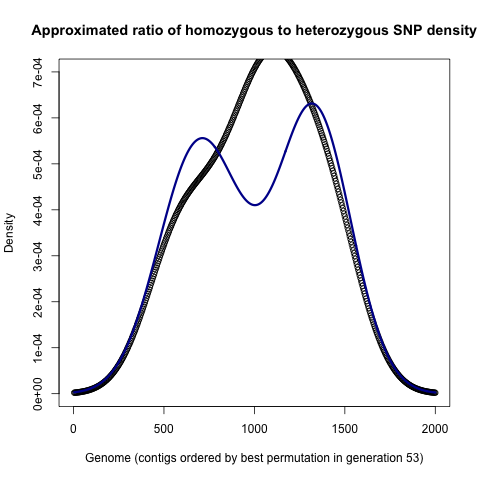 Approximated ratio of homozygous to heterozygous SNP density
7e-04
6e-04
5e-04
4e-04
3e-04
2e-04
1e-04
0e+00
Density
0 500 1000 1500 2000
Genome (contigs ordered by best permutation in generation 53)